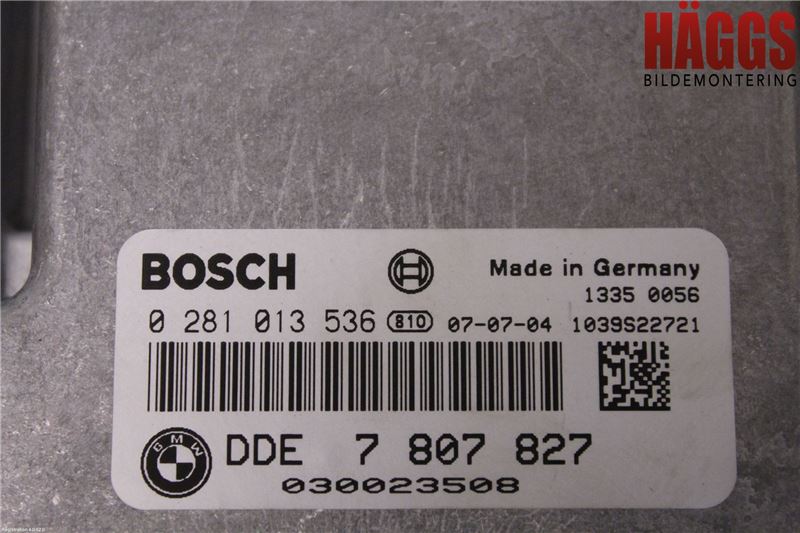 HÄGGS
BILDEMONTERING
BOSCH
Made in Germany
1335 0056
0 281 013 536 810 07-07-04 1039S22721
BMW
DDE 7 807 827
030023508